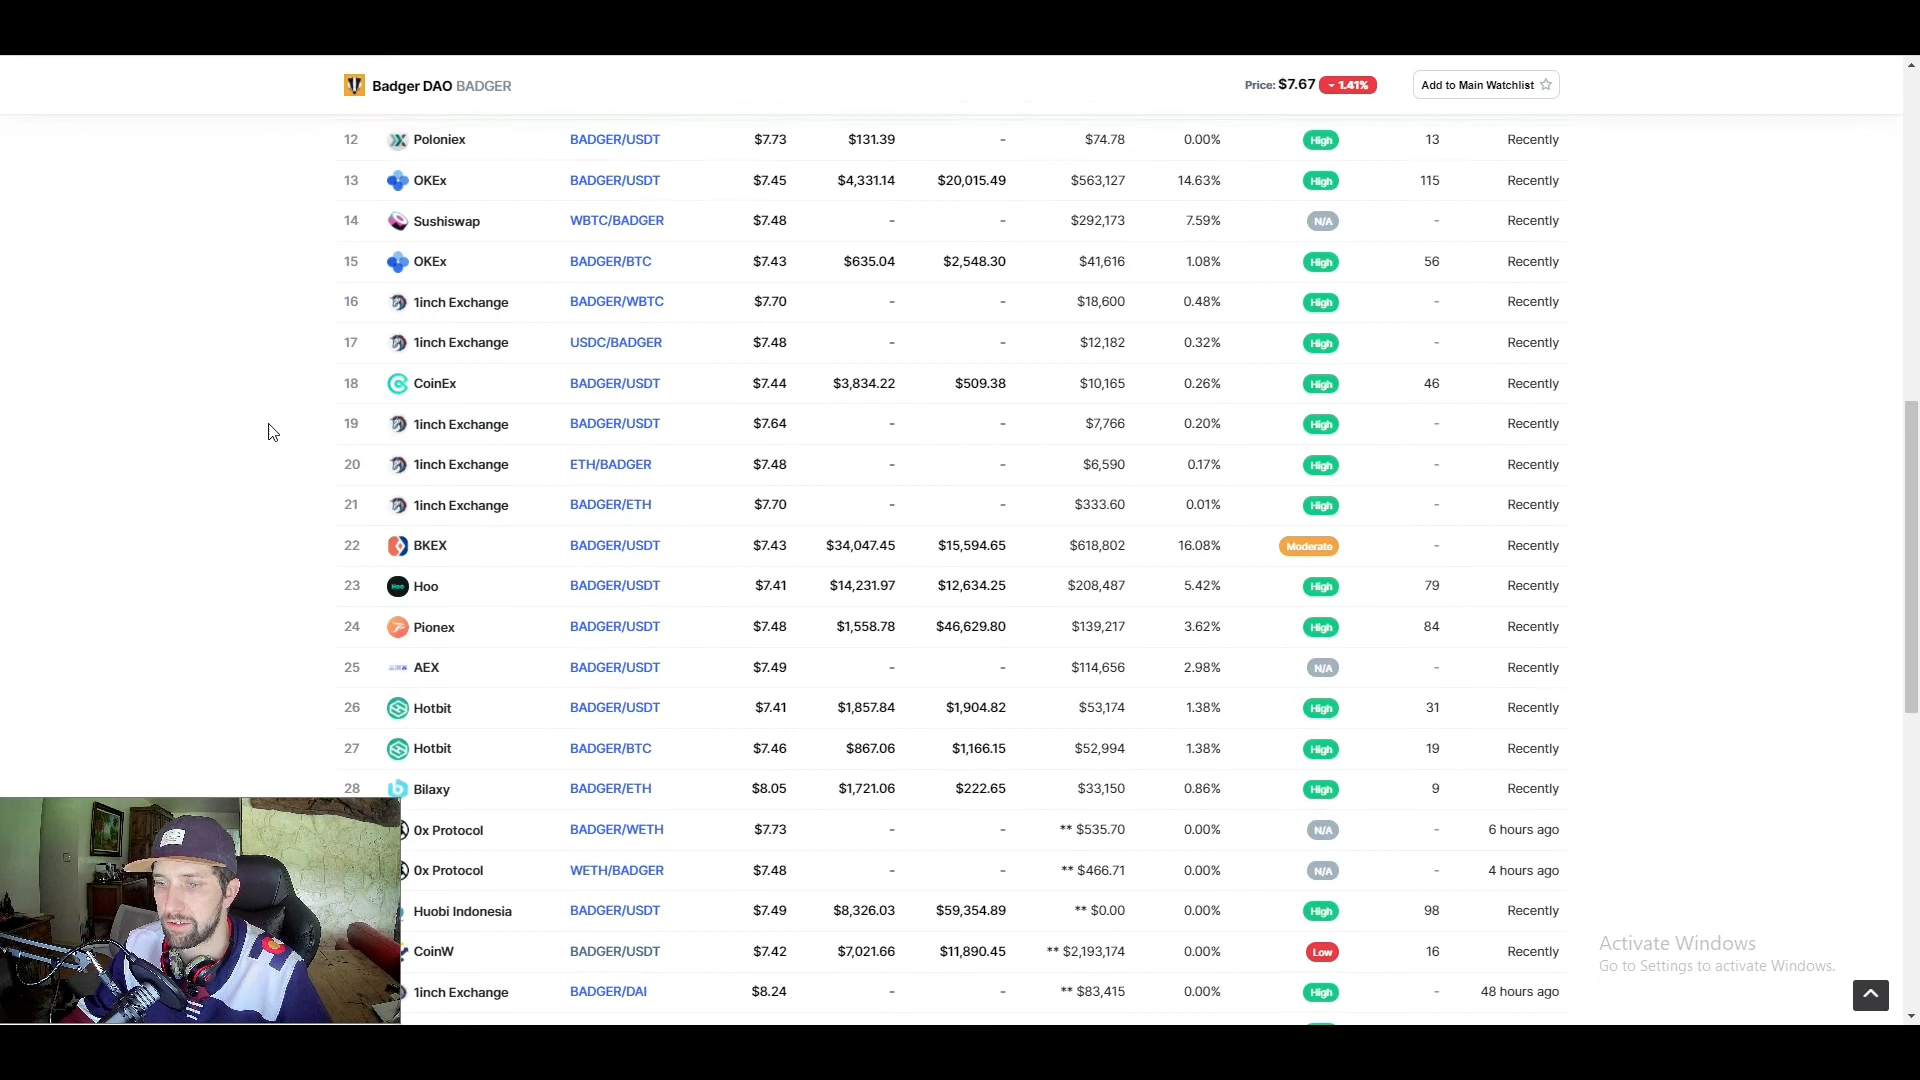 Badger DAO BADGER Price: $7.67 1.41% Add to Main Watchlist
12 Poloniex BADGER/USDT $7.73 $131.39 - $74.78 0.00% High 13 Recently
13 OKEx BADGER/USDT $7.45 $4,331.14 $20,015.49 $563,127 14.63% High 115 Recently
14 Sushiswap WBTC/BADGER $7.48 - - $292,173 7.59% N/A - Recently
15 OKEx BADGER/BTC $7.43 $635.04 $2,548.30 $41,616 1.08% High 56 Recently
16 1inch Exchange BADGER/WBTC $7.70 - - $18,600 0.48% High - Recently
17 1inch Exchange USDC/BADGER $7.48 - - $12,182 0.32% High - Recently
18 CoinEx BADGER/USDT $7.44 $3,834.22 $509.38 $10,165 0.26% High 46 Recently
19 1inch Exchange BADGER/USDT $7.64 - - $7,766 0.20% High - Recently
20 1inch Exchange ETH/BADGER $7.48 - - $6,590 0.17% High - Recently
21 1inch Exchange BADGER/ETH $7.70 - - $333.60 0.01% High - Recently
22 BKEX BADGER/USDT $7.43 $34,047.45 $15,594.65 $618,802 16.08% Moderate - Recently
23 Hoo BADGER/USDT $7.41 $14,231.97 $12,634.25 $208,487 5.42% High 79 Recently
24 Pionex BADGER/USDT $7.48 $1,558.78 $46,629.80 $139,217 3.62% High 84 Recently
25 AEX BADGER/USDT $7.49 - - $114,656 2.98% N/A - Recently
26 Hotbit BADGER/USDT $7.41 $1,857.84 $1,904.82 $53,174 1.38% High 31 Recently
27 Hotbit BADGER/BTC $7.46 $867.06 $1,166.15 $52,994 1.38% High 19 Recently
28 Bilaxy BADGER/ETH $8.05 $1,721.06 $222.65 $33,150 0.86% High 9 Recently
0x Protocol BADGER/WETH $7.73 - - ** $535.70 0.00% N/A - 6 hours ago
0x Protocol WETH/BADGER $7.48 - - ** $466.71 0.00% N/A - 4 hours ago
Huobi Indonesia BADGER/USDT $7.49 $8,326.03 $59,354.89 ** $0.00 0.00% High 98 Recently
CoinW BADGER/USDT $7.42 $7,021.66 $11,890.45 ** $2,193,174 0.00% Low 16 Recently
1inch Exchange BADGER/DAI $8.24 - - ** $83,415 0.00% High - 48 hours ago
Activate Windows
Go to Settings to activate Windows.